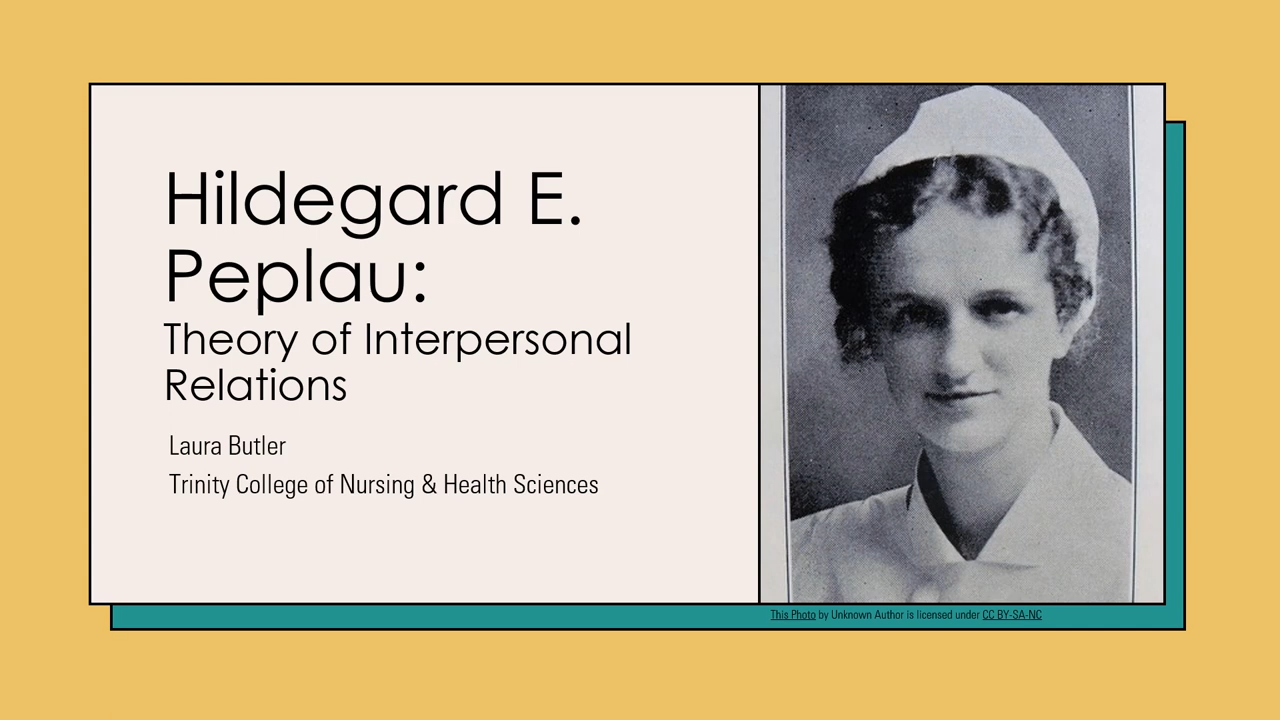 Hildegard E.
Peplau:
Theory of Interpersonal
Relations
Laura Butler
Trinity College of Nursing & Health Sciences
This Photo by Unknown Author is licensed under CC BY-SA-NC